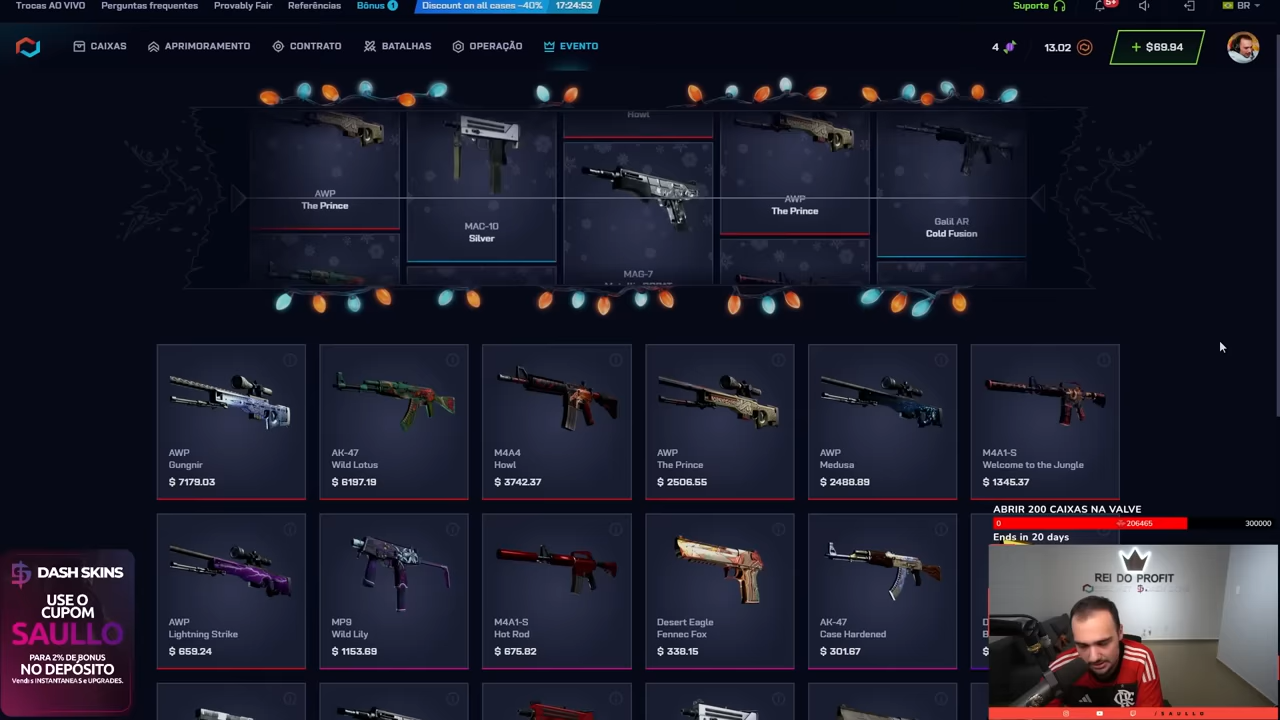 Trocas AO VIVO
Perguntas frequentes
Provably Fair
Referências
Bônus 1
Discount on all cases -40%
17:24:53
Suporte
5+
BR
CAIXAS
APRIMORAMENTO
CONTRATO
BATALHAS
OPERAÇÃO
EVENTO
4
13.02
+ $69.94
Howl
AWP
The Prince
MAC-10
Silver
MAG-7
AWP
The Prince
Galil AR
Cold Fusion
AWP
Gungnir
$ 7179.03
AK-47
Wild Lotus
$ 6197.19
M4A4
Howl
$ 3742.37
AWP
The Prince
$ 2506.55
AWP
Medusa
$ 2488.89
M4A1-S
Welcome to the Jungle
$ 1345.37
AWP
Lightning Strike
$ 659.24
MP9
Wild Lily
$ 1153.69
M4A1-S
Hot Rod
$ 675.82
Desert Eagle
Fennec Fox
$ 338.15
AK-47
Case Hardened
$ 301.67
ABRIR 200 CAIXAS NA VALVE
0
206465
300000
Ends in 20 days
REI DO PROFIT
/SAULLO
DASH SKINS
USE O
CUPOM
SAULLO
PARA 2% DE BONUS
NO DEPÓSITO
Vendas INSTANTANEAS e UPGRADES.